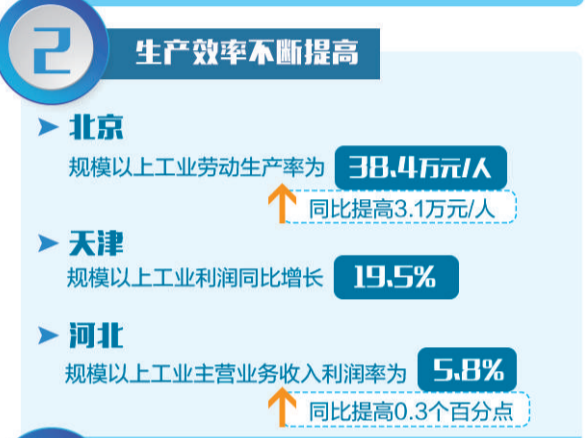 2
生产效率不断提高
北京
规模以上工业劳动生产率为 38.4万元/人
同比提高3.1万元/人
天津
规模以上工业利润同比增长 19.5%
河北
规模以上工业主营业务收入利润率为 5.8%
同比提高0.3个百分点